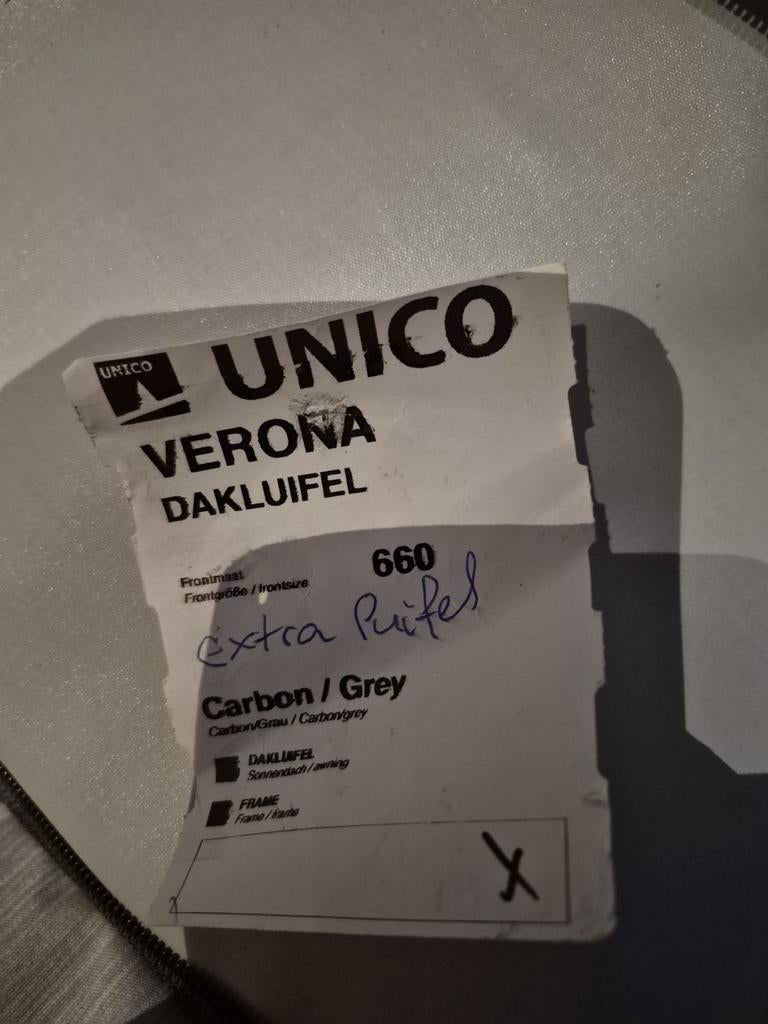 UNICO
UNICO
VERONA
DAKLUIFEL
660
Frontmaat
Frontgröße / frontsize
extra luifel
Carbon / Grey
Carbon/Grau / Carbon/grey
DAKLUIFEL
Sonnendach / awning
FRAME
Frame / frame
X